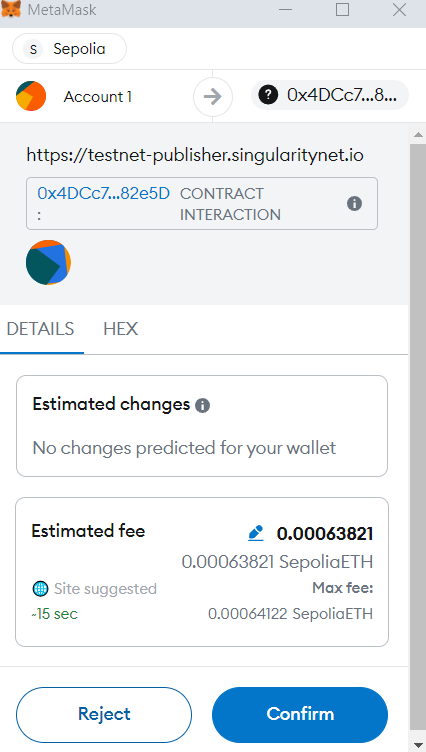 MetaMask
S Sepolia
Account 1
0x4DCc7...8...
https://testnet-publisher.singularitynet.io
0x4DCc7...82e5D CONTRACT
: INTERACTION
DETAILS HEX
Estimated changes
No changes predicted for your wallet
Estimated fee 0.00063821
0.00063821 SepoliaETH
Site suggested Max fee:
~15 sec 0.00064122 SepoliaETH
Reject Confirm